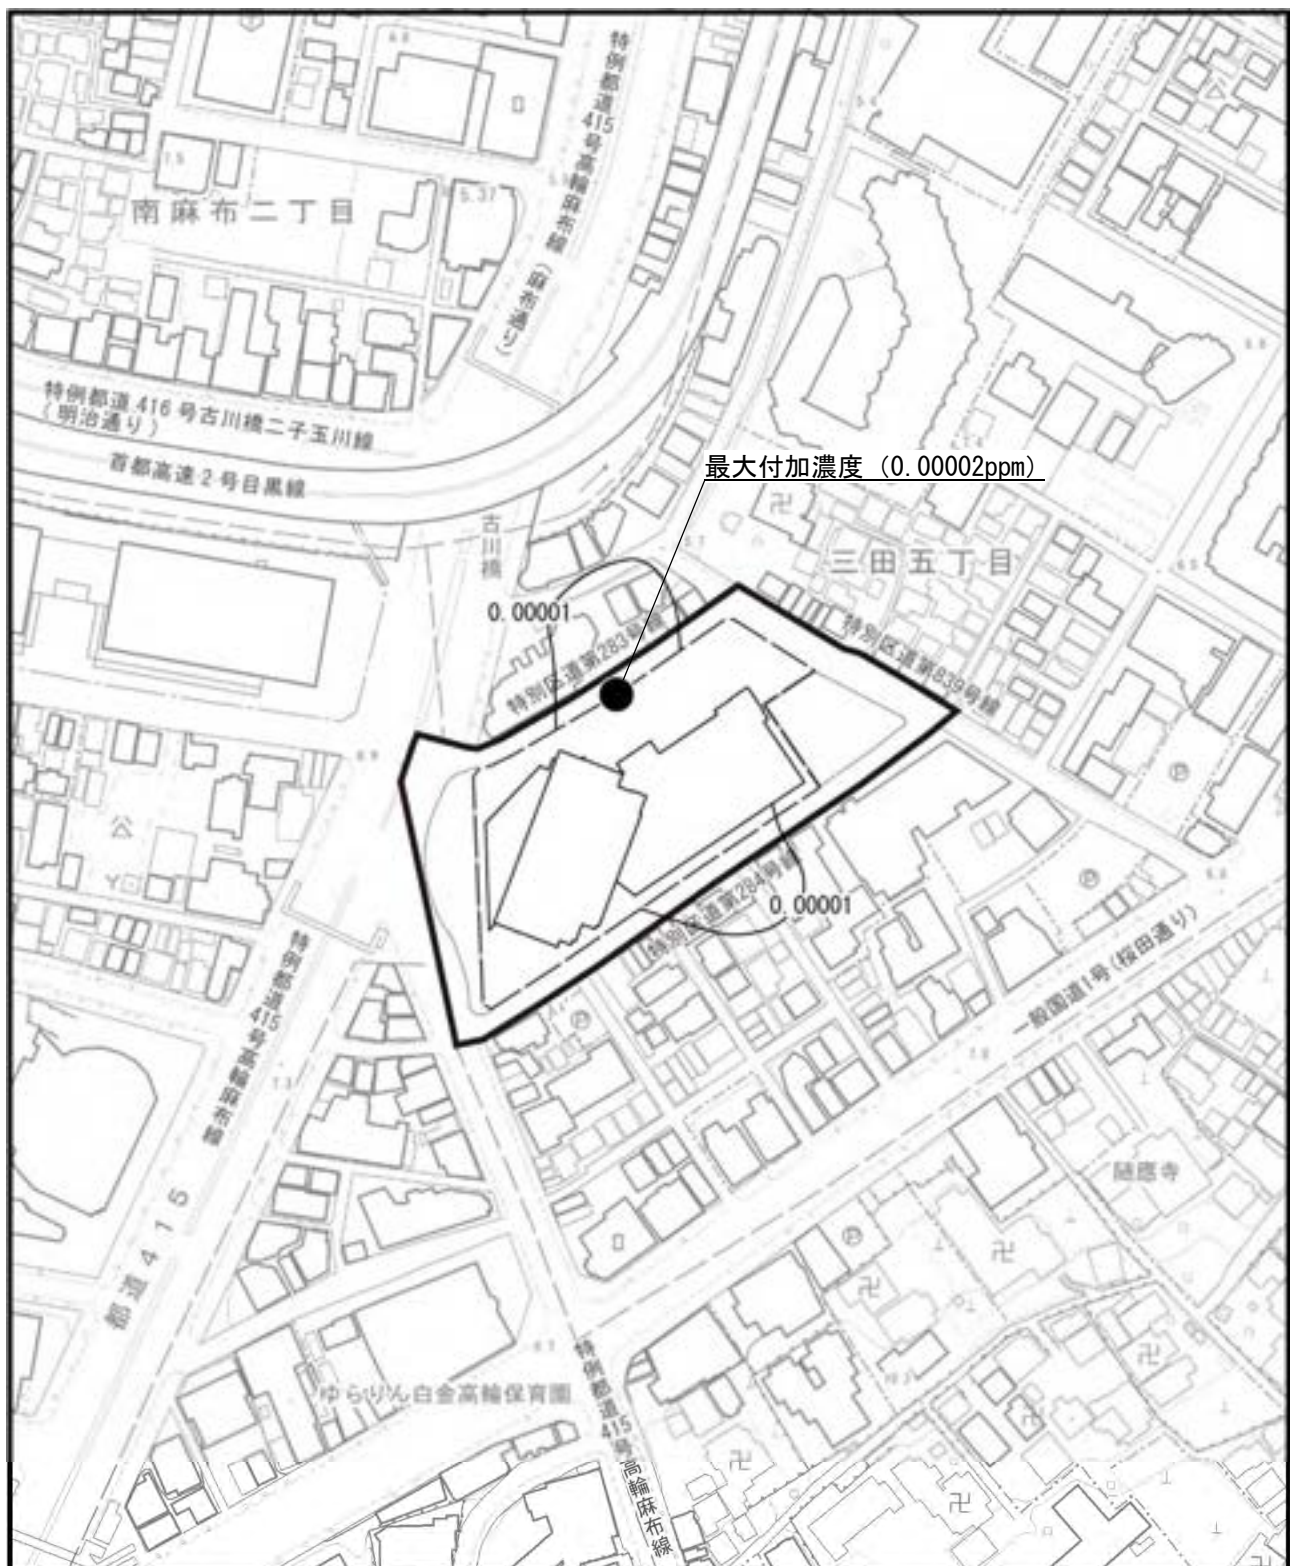 特例都道415号高輪麻布線（麻布通り）
南麻布二丁目
5.37
特例都道416号古川橋二子玉川線
（明治通り）
首都高速2号目黒線
最大付加濃度（0.00002ppm）
古川橋
三田五丁目
0.00001
特別区道第283号線
特別区道第839号線
0.00001
特別区道第284号線
特例都道415号高輪麻布線
一般国道1号（桜田通り）
随應寺
都道415
ゆらりん白金高輪保育園
特例都道415号高輪麻布線